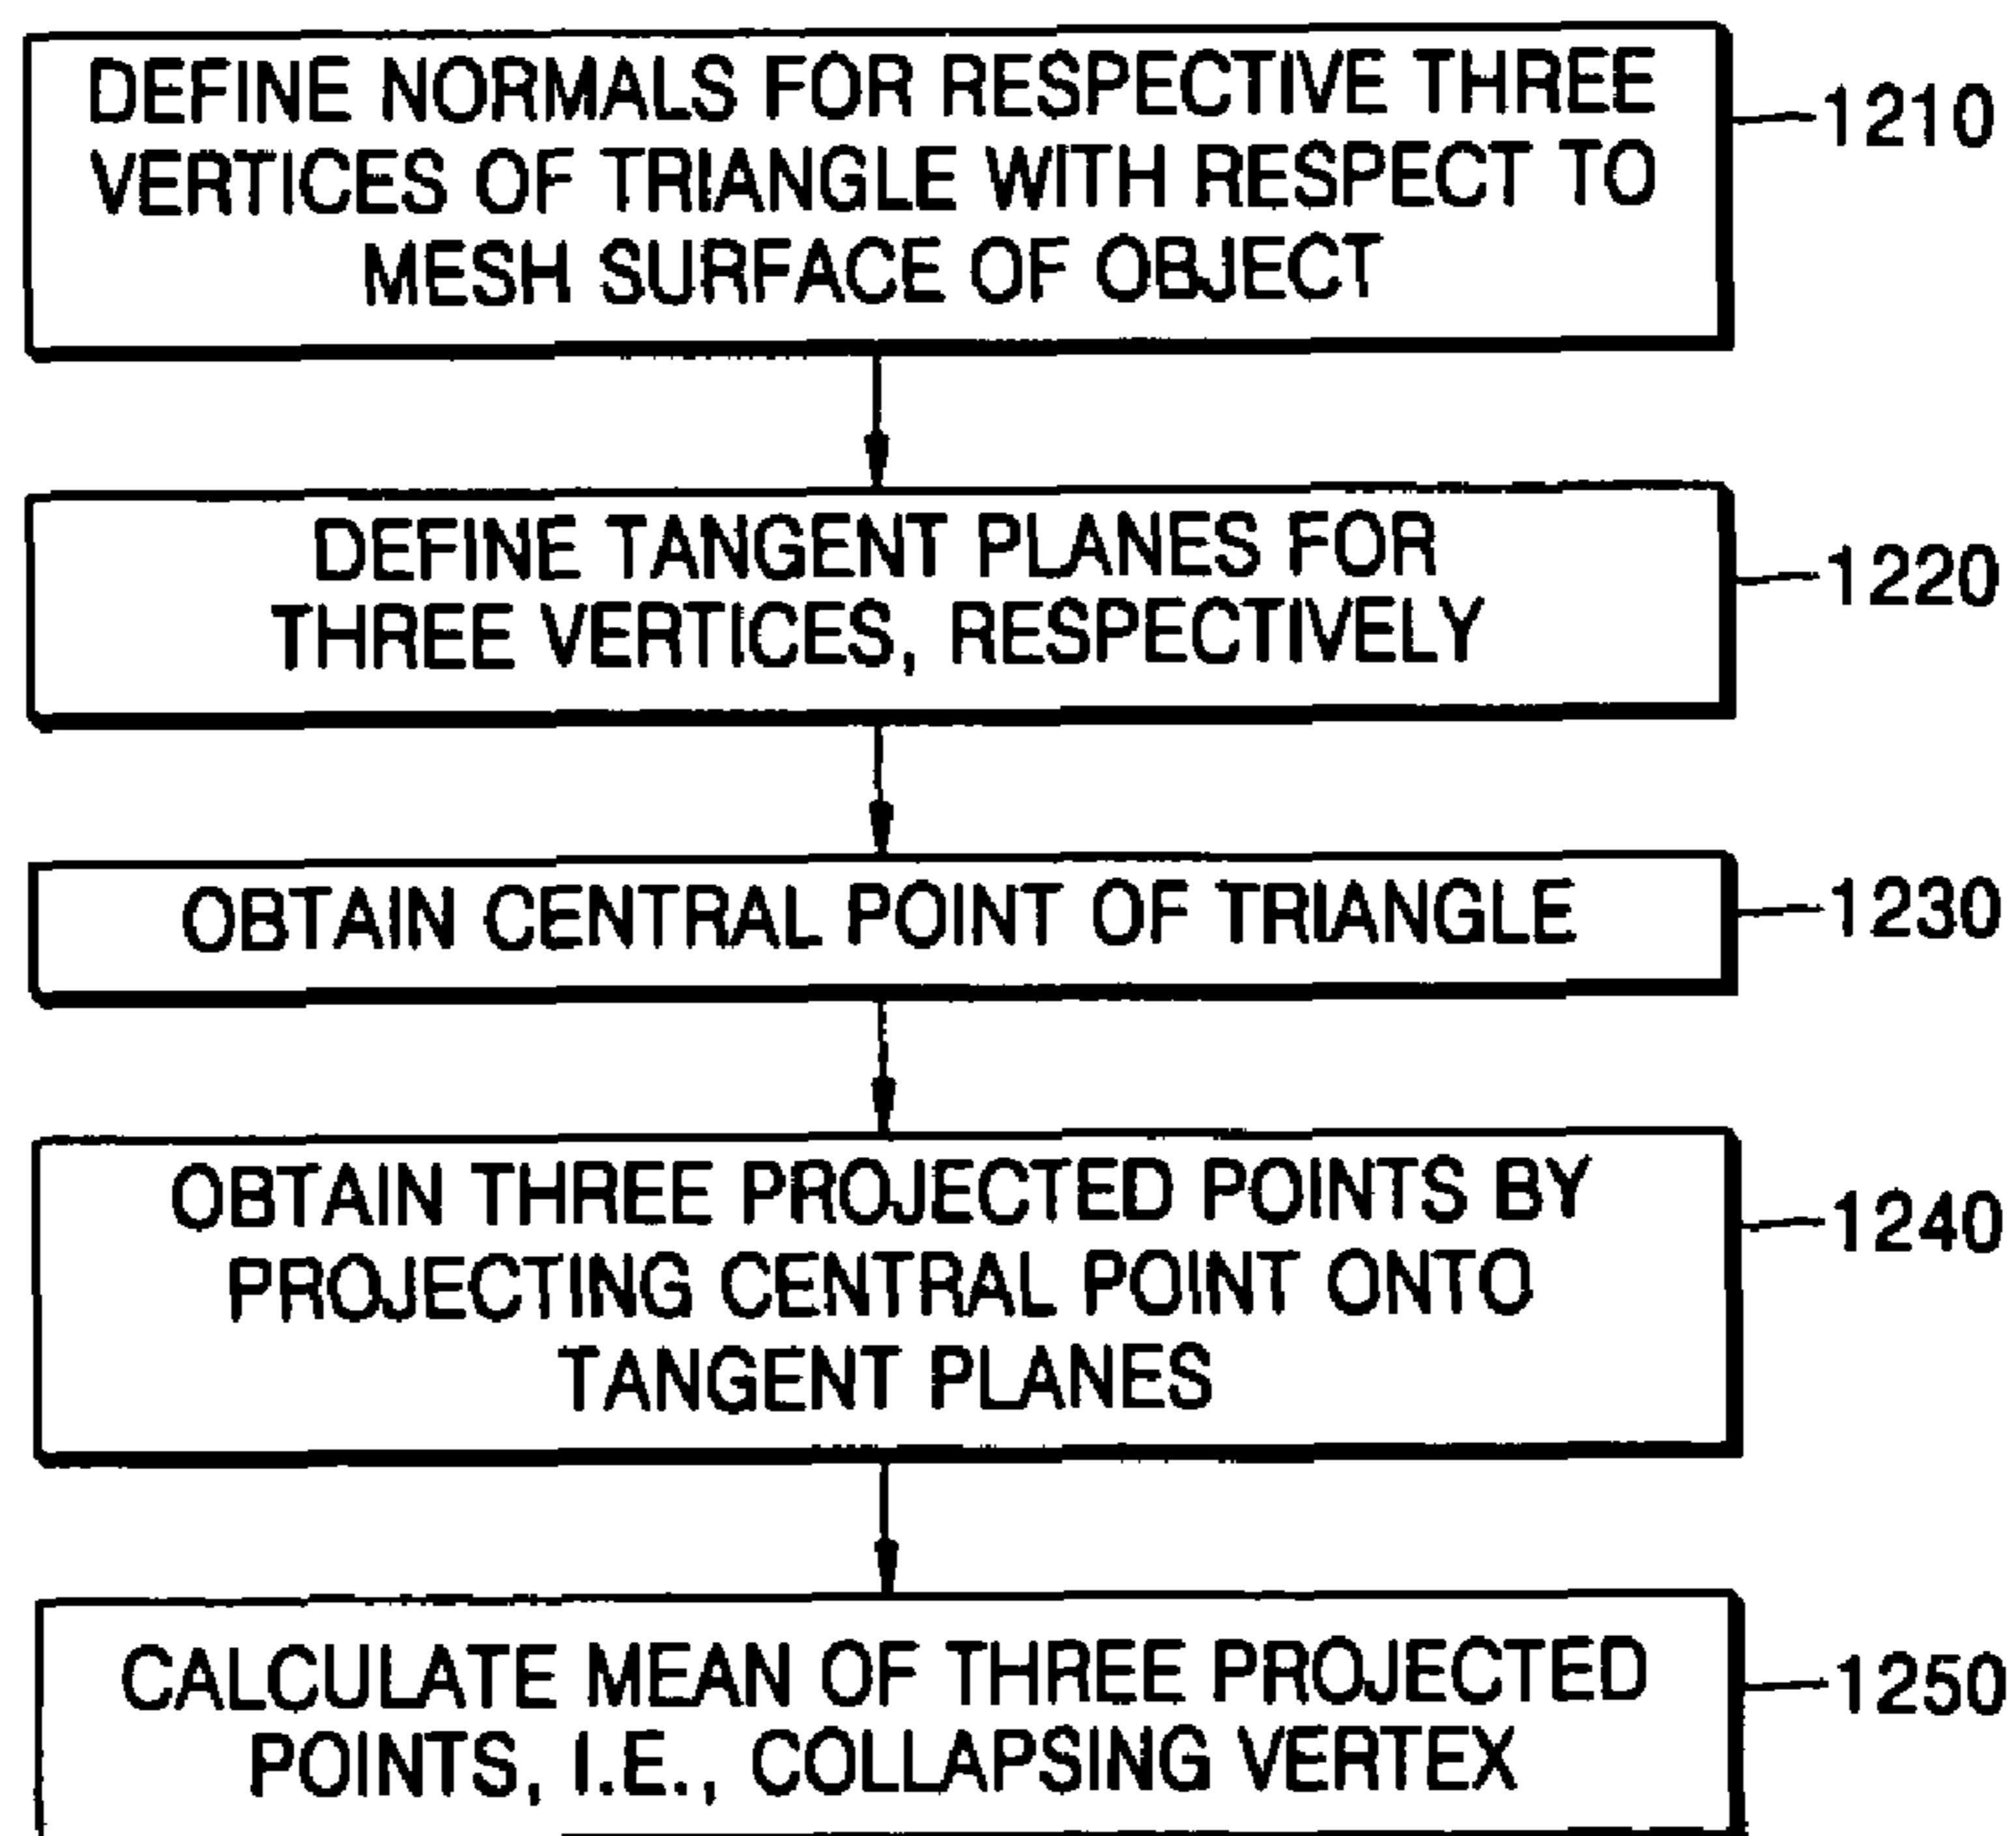 DEFINE NORMALS FOR RESPECTIVE THREE
VERTICES OF TRIANGLE WITH RESPECT TO
MESH SURFACE OF OBJECT
1210
DEFINE TANGENT PLANES FOR
THREE VERTICES, RESPECTIVELY
1220
OBTAIN CENTRAL POINT OF TRIANGLE
1230
OBTAIN THREE PROJECTED POINTS BY
PROJECTING CENTRAL POINT ONTO
TANGENT PLANES
1240
CALCULATE MEAN OF THREE PROJECTED
POINTS, I.E., COLLAPSING VERTEX
1250